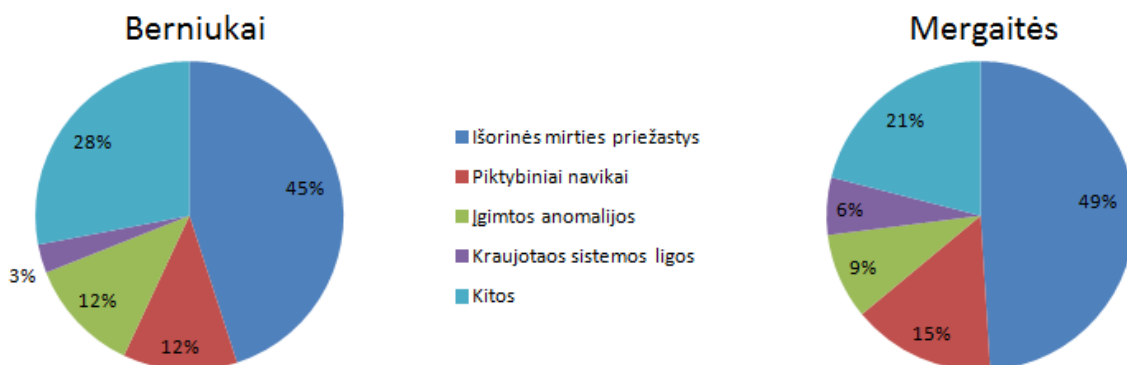 Berniukai
28%
45%
3%
12%
12%
Išorinės mirties priežastys
Piktybiniai navikai
Įgimtos anomalijos
Kraujotaos sistemos ligos
Kitos
Mergaitės
21%
49%
6%
9%
15%